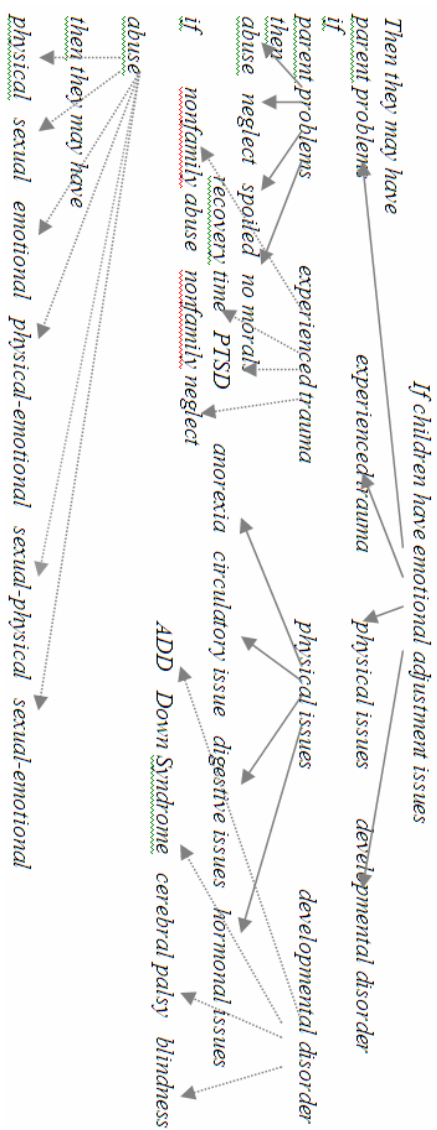 If children have emotional adjustment issues
Then they may have
parent problem experienced trauma physical issues developmental disorder
if
parent problems experienced trauma physical issues developmental disorder
then
abuse neglect spoiled no moral
recovery time PTSD anorexia circulatory issue digestive issues hormonal issues
if nonfamily abuse nonfamily neglect
ADD Down Syndrome cerebral palsy blindness
abuse
then they may have
physical sexual emotional physical-emotional sexual-physical sexual-emotional